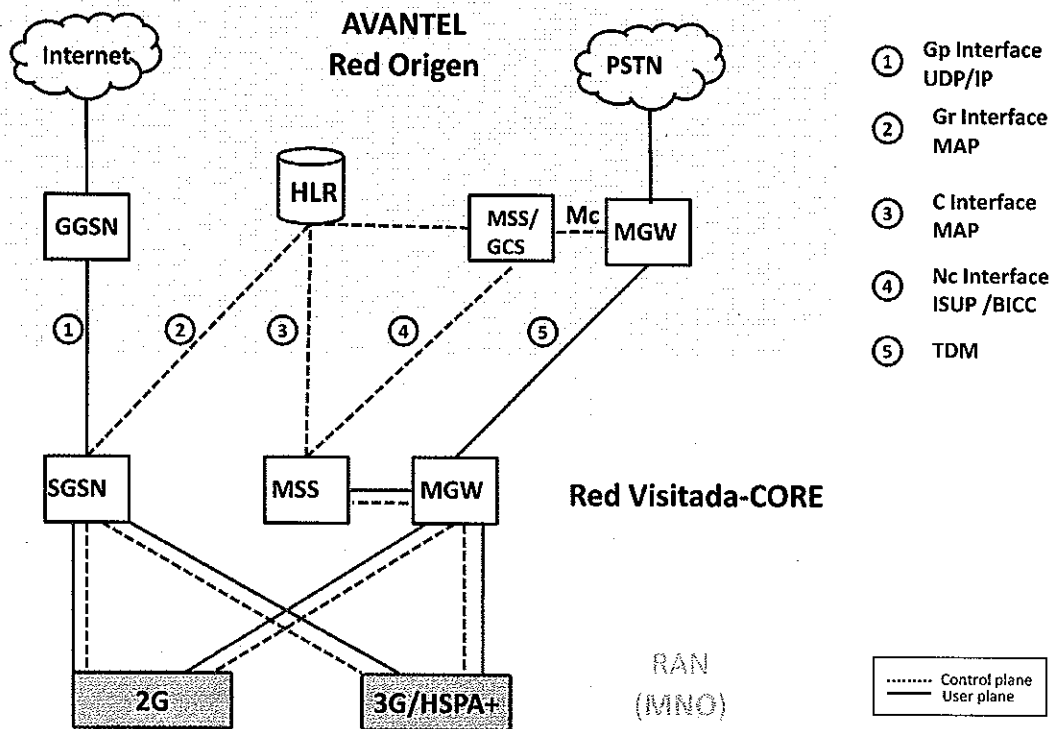 AVANTEL
Red Origen
Internet
PSTN
HLR
GGSN
MSS/
GCS
Mc
MGW
1
2
3
4
5
SGSN
MSS
MGW
Red Visitada-CORE
2G
3G/HSPA+
RAN
(MNO)
1 Gp Interface
UDP/IP
2 Gr Interface
MAP
3 C Interface
MAP
4 Nc Interface
ISUP /BICC
5 TDM
Control plane
User plane